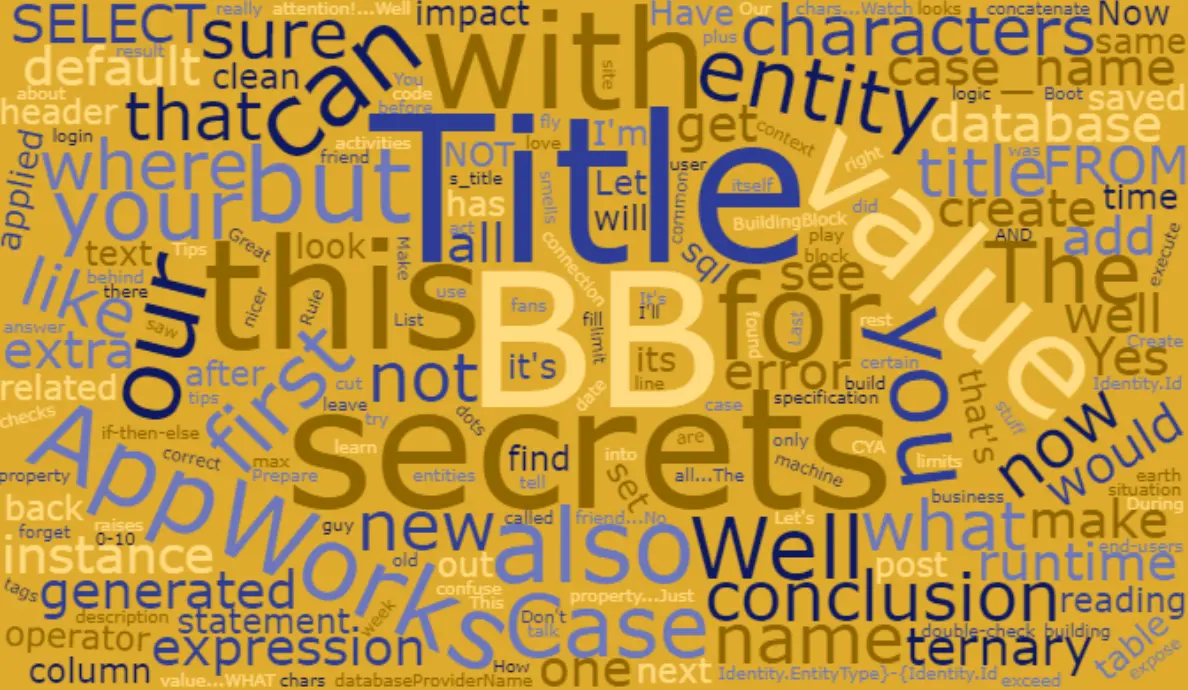 SELECT
really
attention!...Well
impact
Have
Our
chars...Watch
looks
concatenate
Now
result
sure
can
with
plus
characters
same
default
clean
You
code
site
entity
case
name
about
header
that
before
logic
—
Boot
saved
login
activities
fly
love
I'm
get
context
database
applied
where
friend
NOT
Title
user
right
was
title
FROM
your
but
s_title
smells
Let
common
itself
value
time
has
will
did
create
text
Tips
Great
look
act
all
connection
BuildingBlock
play
block
AND
add
execute
behind
there
our
this
Make
sql
see
The
like
saw
nicer
Rule
use
BB
fans
It's
I'll
for
well
answer
List
fill
limit
found
Last
rest
Yes
Create
extra
first
it's
its
error
certain
you
related
after
cut
not
line
build
that's
Identity.Id
checks
tips
leave
try
dots
date
case
specification
stuff
now
would
if-then-else
secrets
are
only
CYA
correct
learn
find
into
machine
limits
property
AppWorks
max
Prepare
entities
tell
set
all...The
earth
situation
back
business
During
forget
raises
0-10
guy
new
called
friend...No
also
Let's
Well
what
make
instance
old
out
post
runtime
end-users
tags
generated
confuse
This
property...Just
conclusion
reading
description
statement.
week
Don't
talk
Case
name
double-check
building
operator
expression
ternary
table
expose
column
value...WHAT
chars
databaseProviderName
How
one
next
Identity.EntityType}-{Identity.Id
exceed